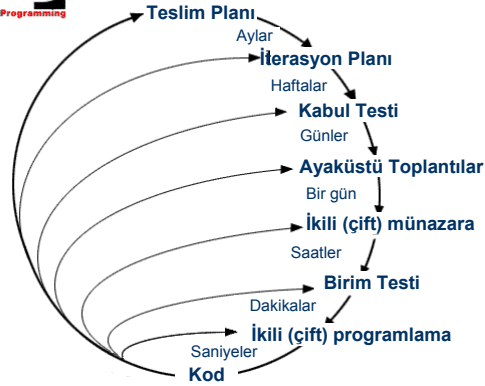 Programming
Teslim Planı
Aylar
İterasyon Planı
Haftalar
Kabul Testi
Günler
Ayaküstü Toplantılar
Bir gün
İkili (çift) münazara
Saatler
Birim Testi
Dakikalar
İkili (çift) programlama
Saniyeler
Kod